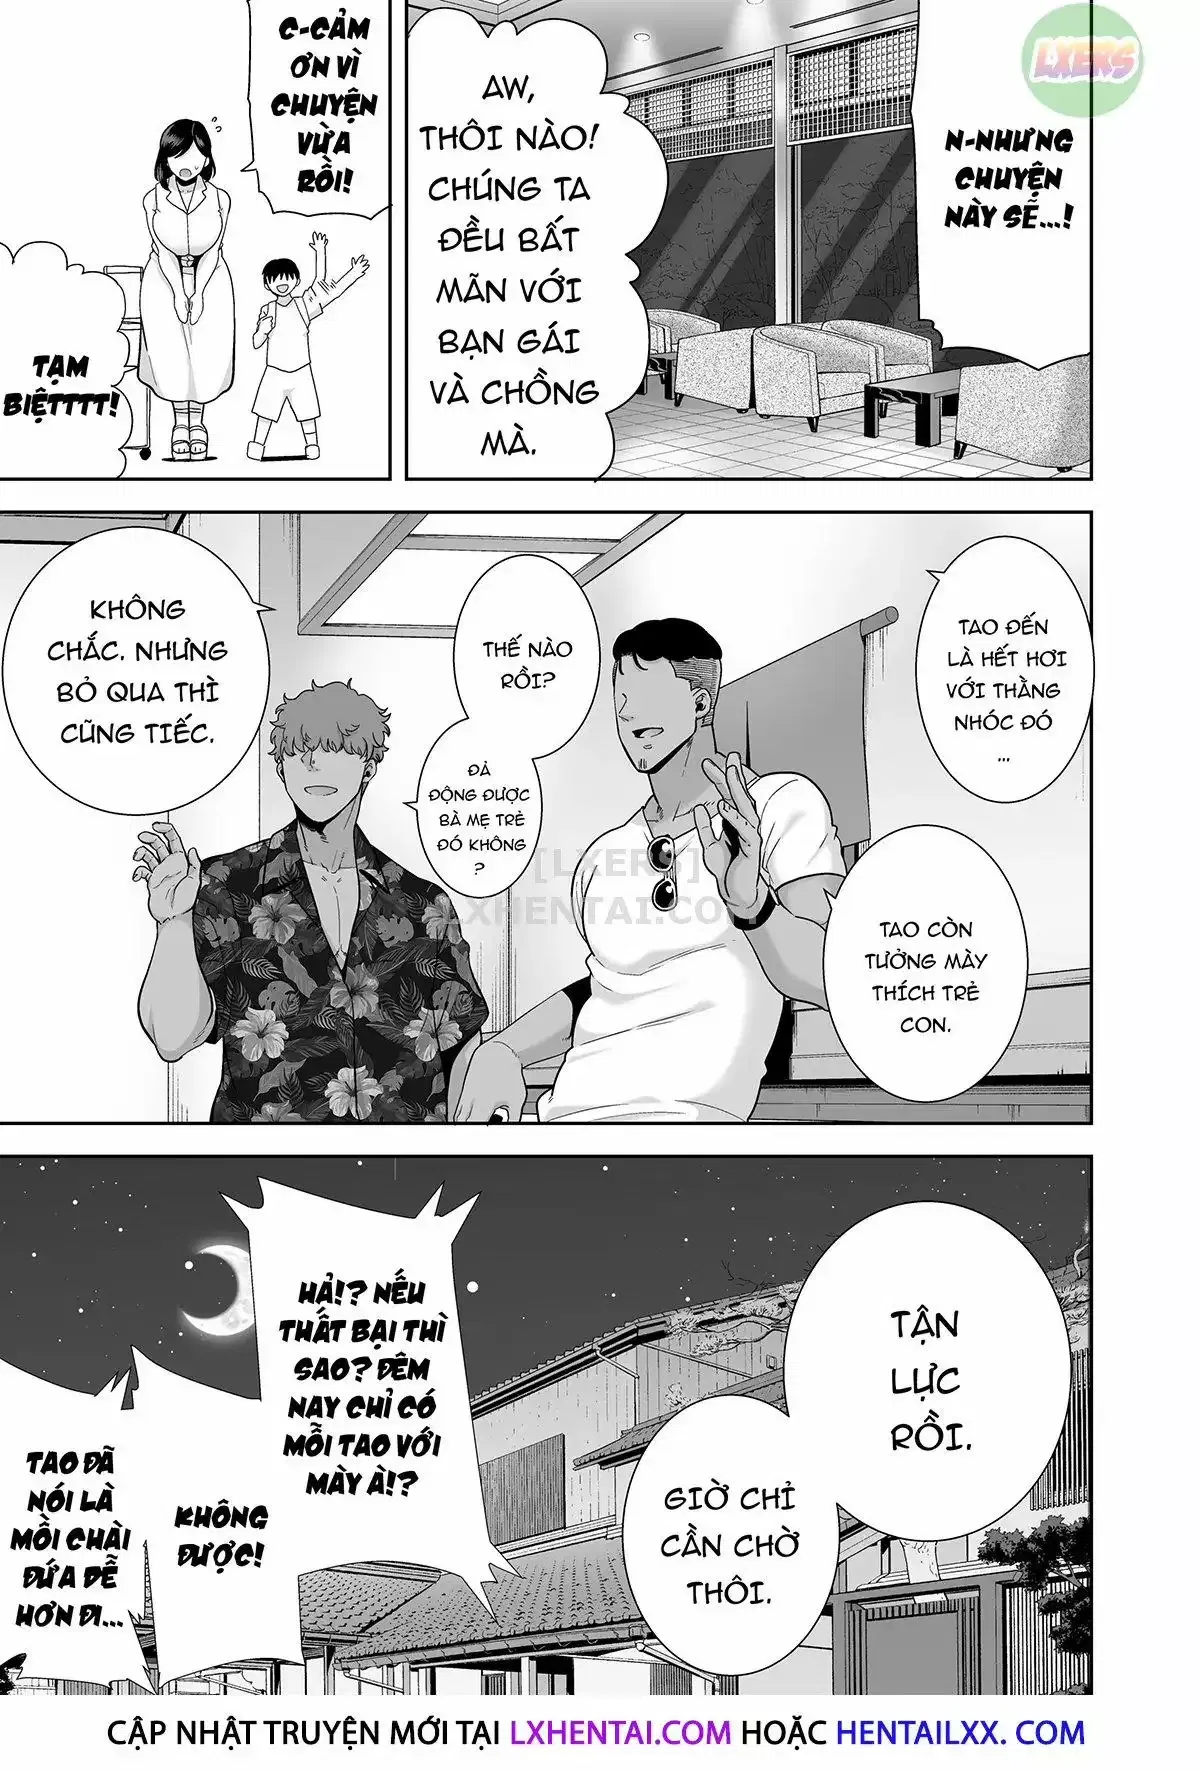 LXERS
N-NHƯNG
CHUYỆN
NÀY SẼ...!
AW,
THÔI NÀO!
CHÚNG TA
ĐỀU BẤT
MÃN VỚI
BẠN GÁI
VÀ CHỒNG
MÀ.
C-CẢM
ƠN VÌ
CHUYỆN
VỪA
RỒI!
TẠM
BIỆTTTT!
TAO ĐẾN
LÀ HẾT HƠI
VỚI THẰNG
NHÓC ĐÓ
...
TAO CÒN
TƯỞNG MÀY
THÍCH TRẺ
CON.
THẾ NÀO
RỒI?
ĐẢ
ĐỘNG ĐƯỢC
BÀ MẸ TRẺ
ĐÓ KHÔNG
?
KHÔNG
CHẮC. NHƯNG
BỎ QUA THÌ
CŨNG TIẾC.
[LXERS]
LXHENTAI.COM
TẬN
LỰC
RỒI.
GIỜ CHỈ
CẦN CHỜ
THÔI.
HẢ!? NẾU
THẤT BẠI THÌ
SAO? ĐÊM
NAY CHỈ CÓ
MỖI TAO VỚI
MÀY À!?
KHÔNG
ĐƯỢC!
TAO ĐÃ
NÓI LÀ
MỒI CHÀI
ĐỨA DỄ
HƠN ĐI...
CẬP NHẬT TRUYỆN MỚI TẠI LXHENTAI.COM HOẶC HENTAILXX. COM